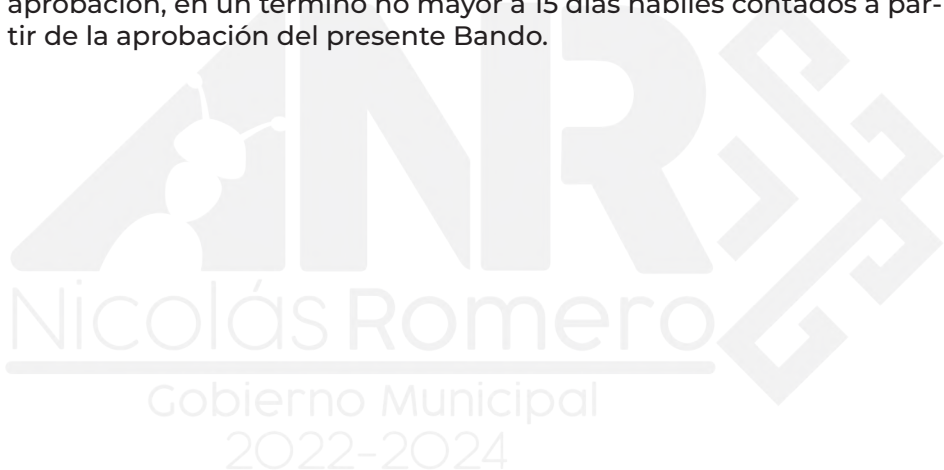 aprobación, en un término no mayor a 15 días hábiles contados a par-
tir de la aprobación del presente Bando.
NR
Nicolás Romero
Gobierno Municipal
2022-2024